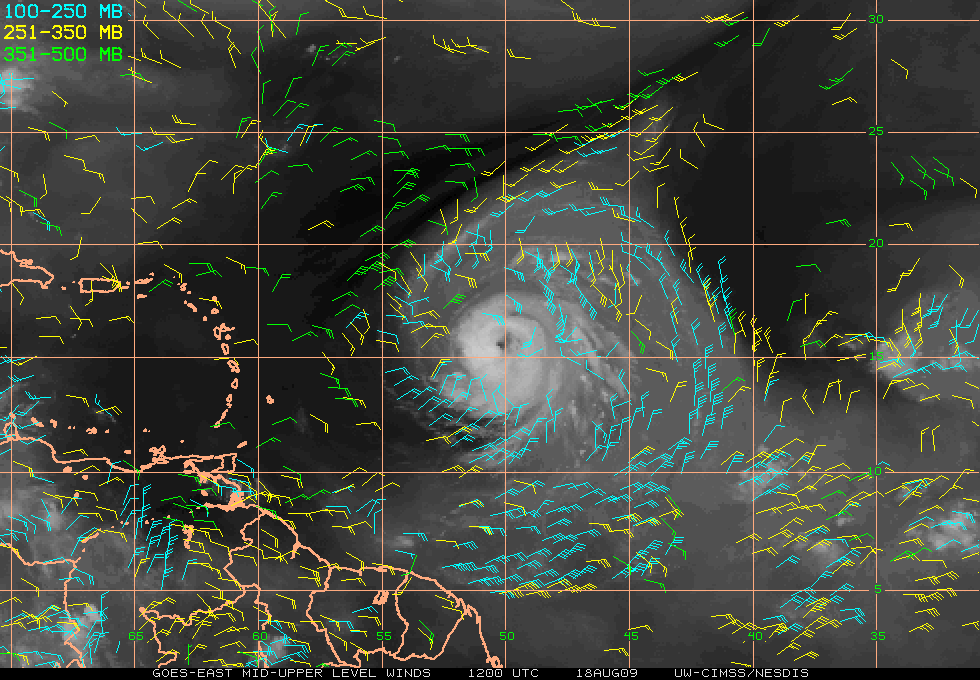 100-250 MB
251-350 MB
351-500 MB
30
25
20
15
10
5
65 60 55 50 45 40 35
GOES-EAST MID-UPPER LEVEL WINDS 1200 UTC 18AUG09 UW-CIMSS/NESDIS